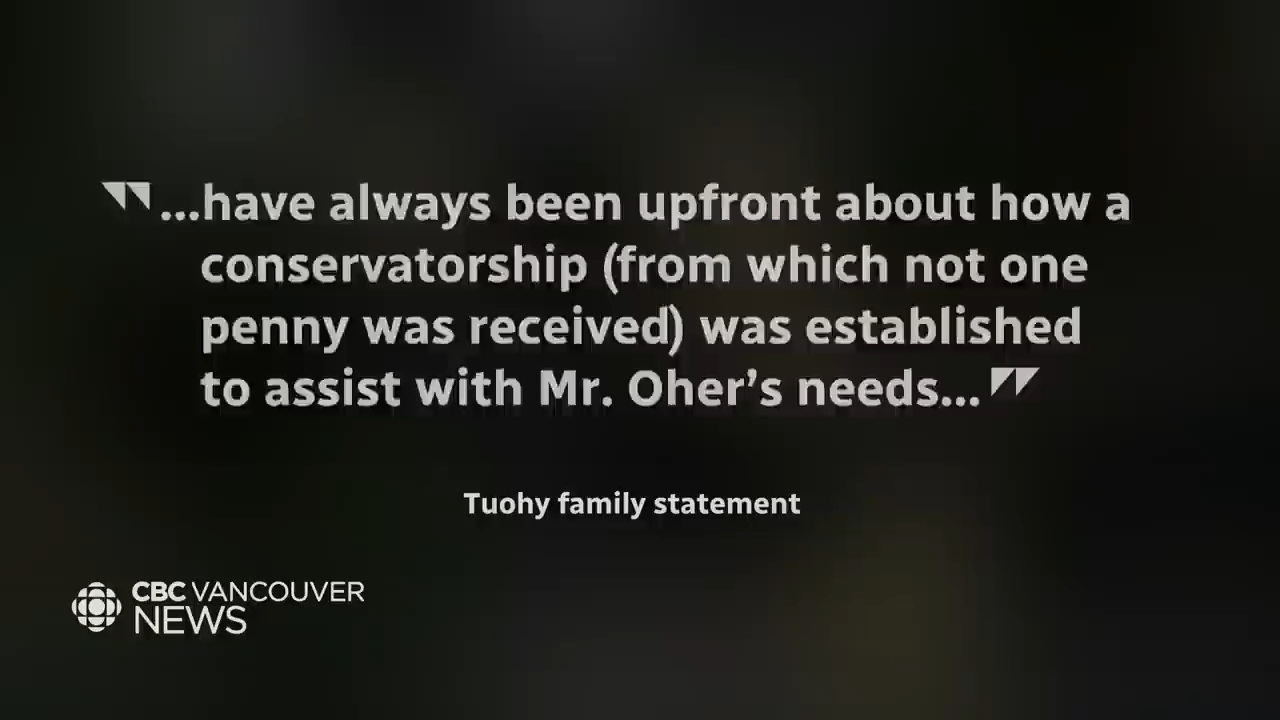 "...have always been upfront about how a
conservatorship (from which not one
penny was received) was established
to assist with Mr. Oher’s needs..."
Tuohy family statement
CBC VANCOUVER
NEWS